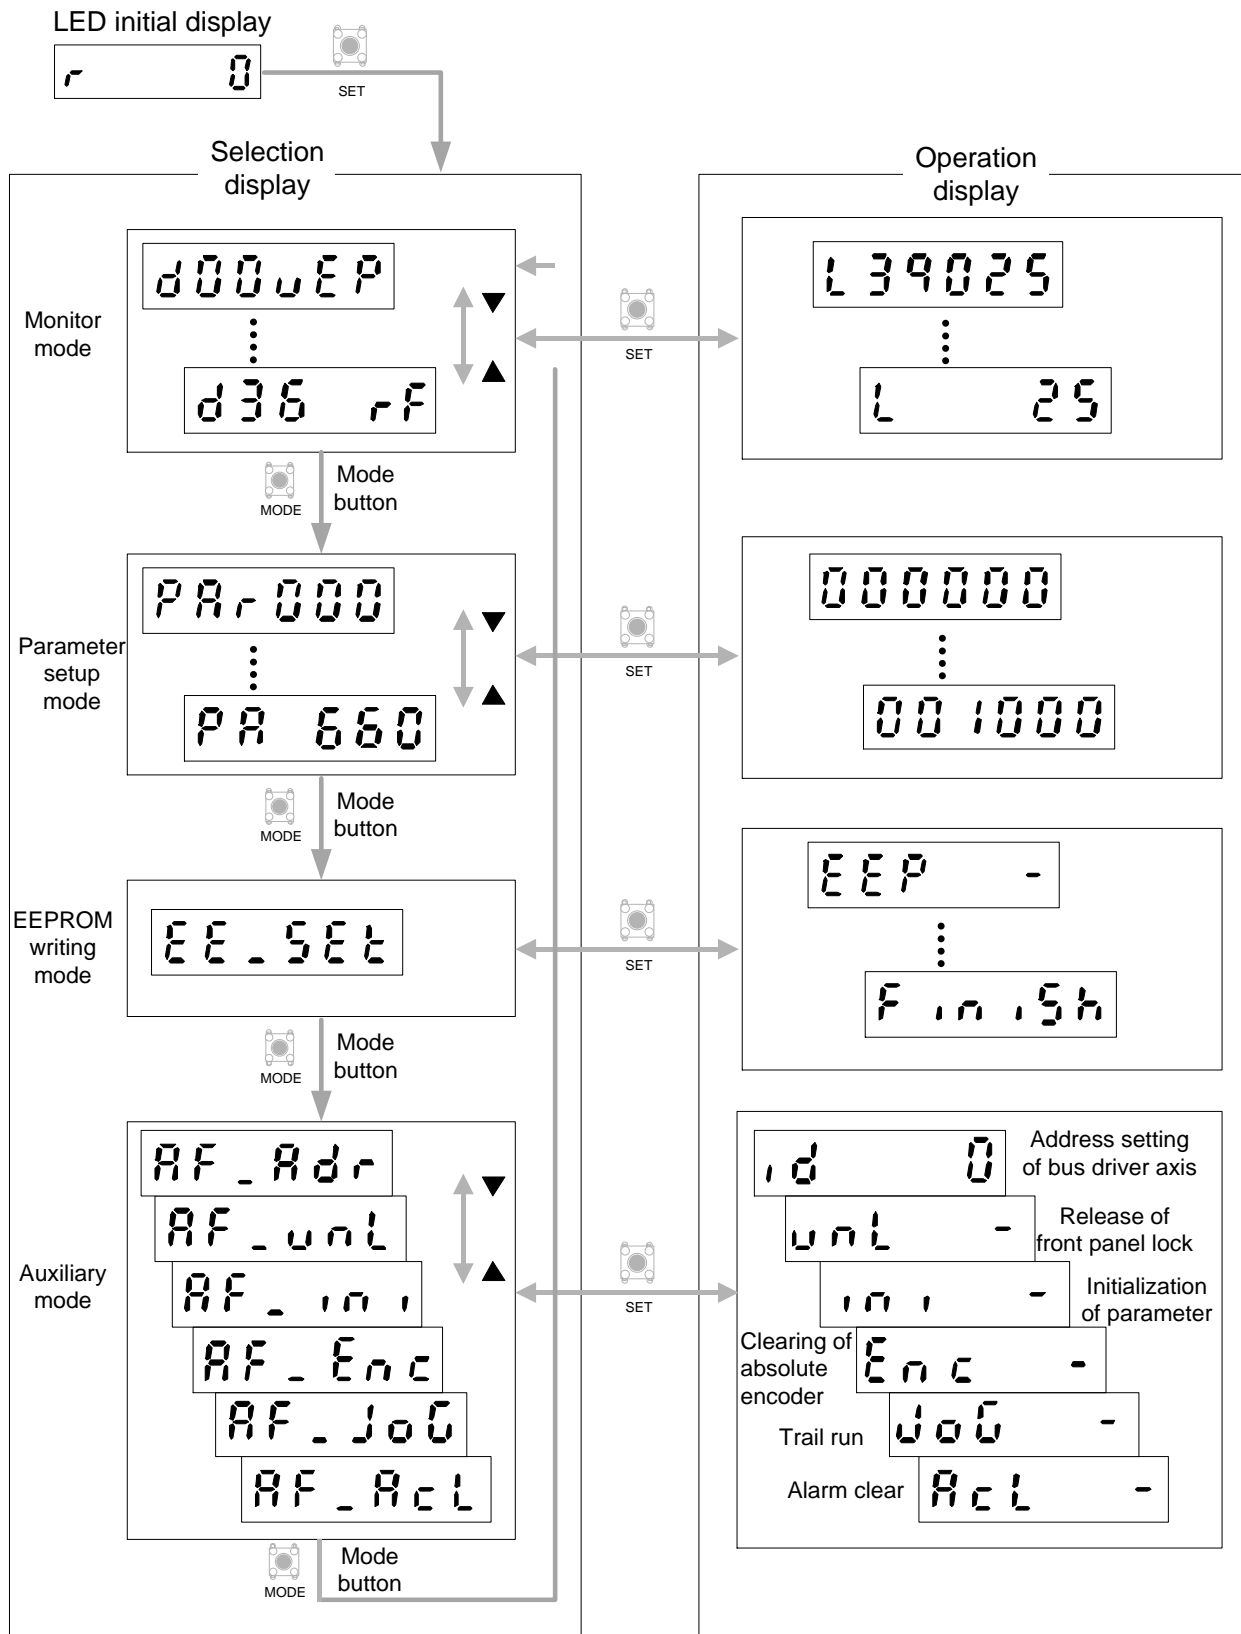 LED initial display
r 0
SET
Selection
display
Operation
display
Monitor
mode
d00uEP
d36 rF
SET
L39025
L 25
MODE
Mode
button
Parameter
setup
mode
PAr000
PA 660
SET
000000
001000
MODE
Mode
button
EEPROM
writing
mode
EE_SEt
SET
EEP -
FiniSh
MODE
Mode
button
Auxiliary
mode
AF_Adr
AF_unL
AF_ini
AF_Enc
AF_JoG
AF_AcL
SET
id 0
Address setting
of bus driver axis
unL -
Release of
front panel lock
ini -
Initialization
of parameter
Clearing of
absolute
encoder
Enc -
Trail run
JoG -
Alarm clear
AcL -
MODE
Mode
button